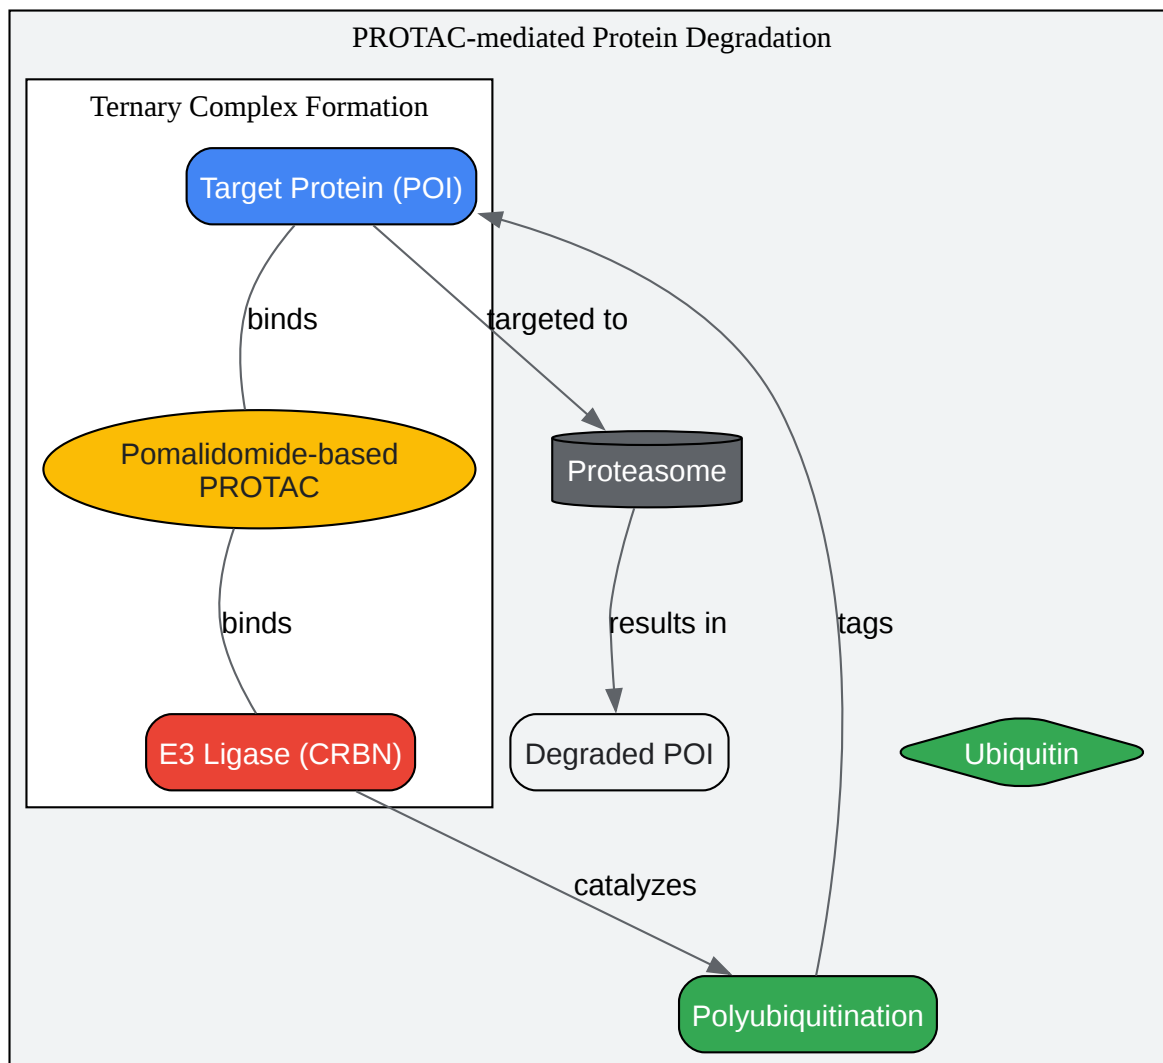 PROTAC-mediated Protein Degradation
Ternary Complex Formation
Target Protein (POI)
binds
targeted to
Pomalidomide-based
PROTAC
Proteasome
binds
results in
tags
E3 Ligase (CRBN)
Degraded POI
Ubiquitin
catalyzes
Polyubiquitination